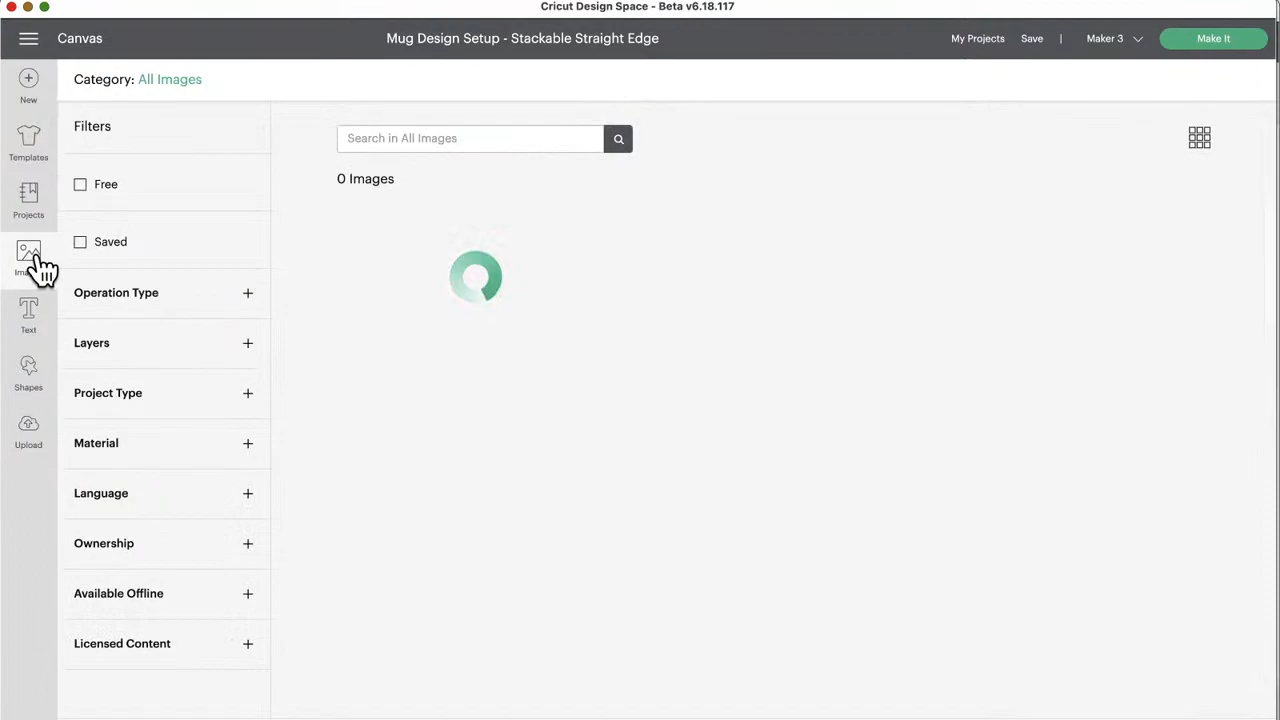 Cricut Design Space - Beta v6.18.117
Canvas
Mug Design Setup - Stackable Straight Edge
My Projects Save | Maker 3 Make It
New
Templates
Projects
Text
Shapes
Upload
Category: All Images
Filters
Free
Saved
Operation Type +
Layers +
Project Type +
Material +
Language +
Ownership +
Available Offline +
Licensed Content +
Search in All Images
0 Images